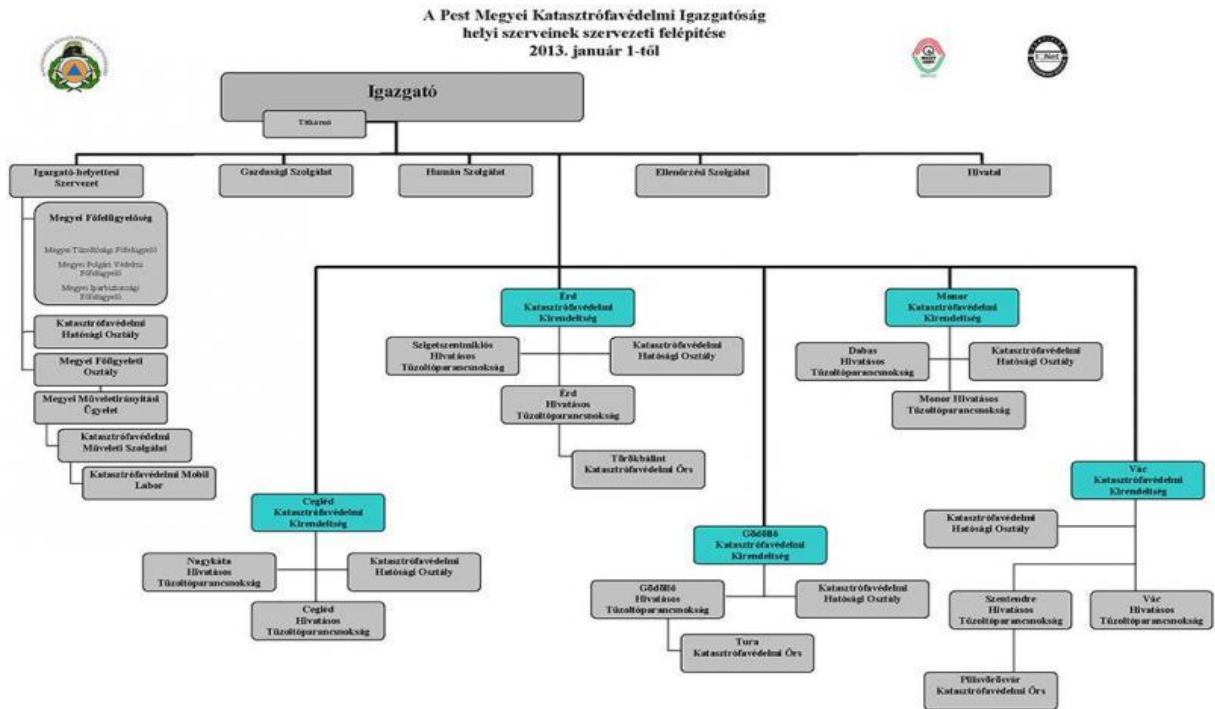 A Pest Megyei Katasztrófavédelmi Igazgatóság
helyi szerveinek szervezeti felépítése
2013. január 1-től
Igazgató
Titkárnő
Igazgató-helyettesi
Szervezet
Gazdasági Szolgálat
Humán Szolgálat
Ellenőrzési Szolgálat
Hivatal
Megyei Főfelügyelőség
Megyei Tűzoltósági Főfelügyelő
Megyei Polgári Védelmi
Főfelügyelő
Megyei Iparbiztonsági
Főfelügyelő
Katasztrófavédelmi
Hatósági Osztály
Megyei Főügyeleti
Osztály
Megyei Műveletirányítási
Ügyelet
Katasztrófavédelmi
Műveleti Szolgálat
Katasztrófavédelmi Mobil
Labor
Érd
Katasztrófavédelmi
Kirendeltség
Szigetszentmiklós
Hivatásos
Tűzoltóparancsnokság
Katasztrófavédelmi
Hatósági Osztály
Érd
Hivatásos
Tűzoltóparancsnokság
Törökbálint
Katasztrófavédelmi Őrs
Monor
Katasztrófavédelmi
Kirendeltség
Dabas
Hivatásos
Tűzoltóparancsnokság
Katasztrófavédelmi
Hatósági Osztály
Monor Hivatásos
Tűzoltóparancsnokság
Cegléd
Katasztrófavédelmi
Kirendeltség
Nagykáta
Hivatásos
Tűzoltóparancsnokság
Katasztrófavédelmi
Hatósági Osztály
Cegléd
Hivatásos
Tűzoltóparancsnokság
Gödöllő
Katasztrófavédelmi
Kirendeltség
Gödöllő
Hivatásos
Tűzoltóparancsnokság
Katasztrófavédelmi
Hatósági Osztály
Tura
Katasztrófavédelmi Őrs
Vác
Katasztrófavédelmi
Kirendeltség
Katasztrófavédelmi
Hatósági Osztály
Szentendre
Hivatásos
Tűzoltóparancsnokság
Vác
Hivatásos
Tűzoltóparancsnokság
Pilisvörösvár
Katasztrófavédelmi Őrs